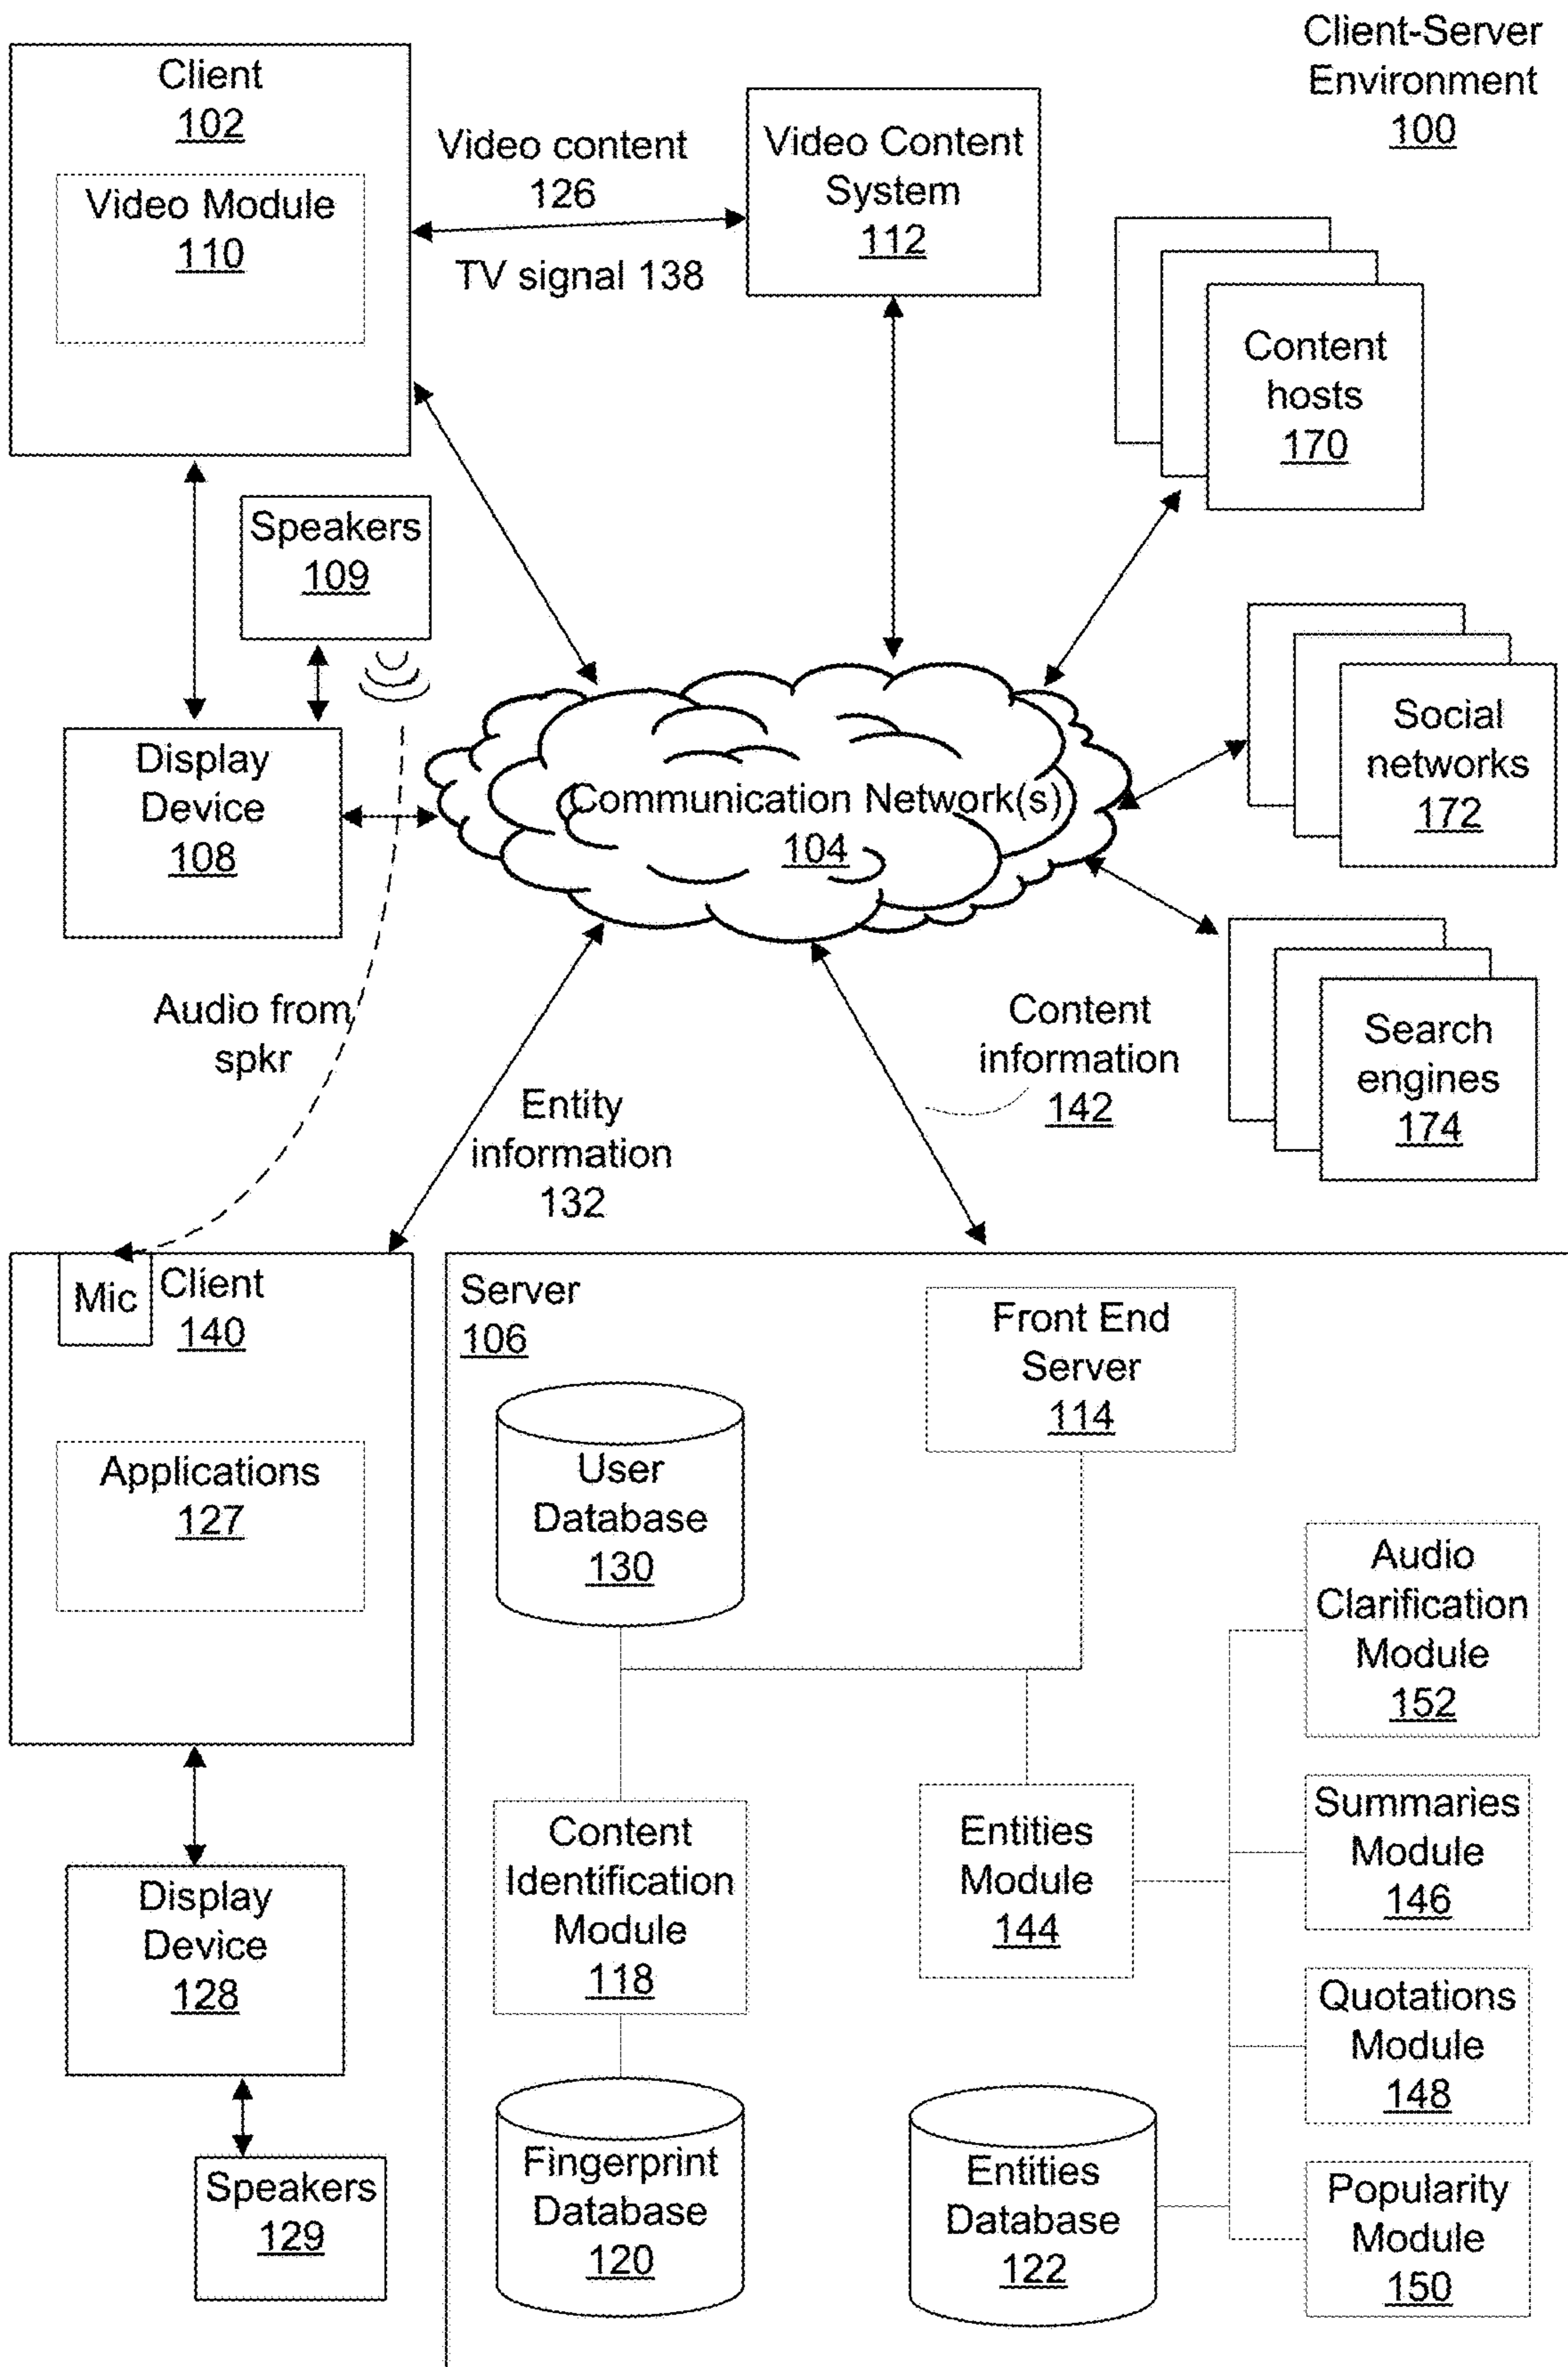 Client-Server
Environment
100
Client
102
Video Module
110
Video content
126
TV signal 138
Video Content
System
112
Content
hosts
170
Speakers
109
Social
networks
172
Display
Device
108
Communication Network(s)
104
Search
engines
174
Audio from
spkr
Content
information
142
Entity
information
132
Mic
Client
140
Applications
127
Display
Device
128
Speakers
129
Server
106
Front End
Server
114
User
Database
130
Audio
Clarification
Module
152
Content
Identification
Module
118
Entities
Module
144
Summaries
Module
146
Quotations
Module
148
Fingerprint
Database
120
Entities
Database
122
Popularity
Module
150